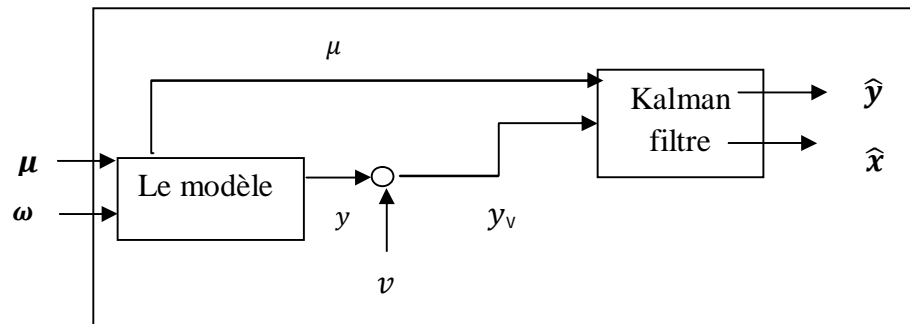 μ
Kalman
filtre
ŷ
x̂
μ
ω
Le modèle
y
yᵥ
v